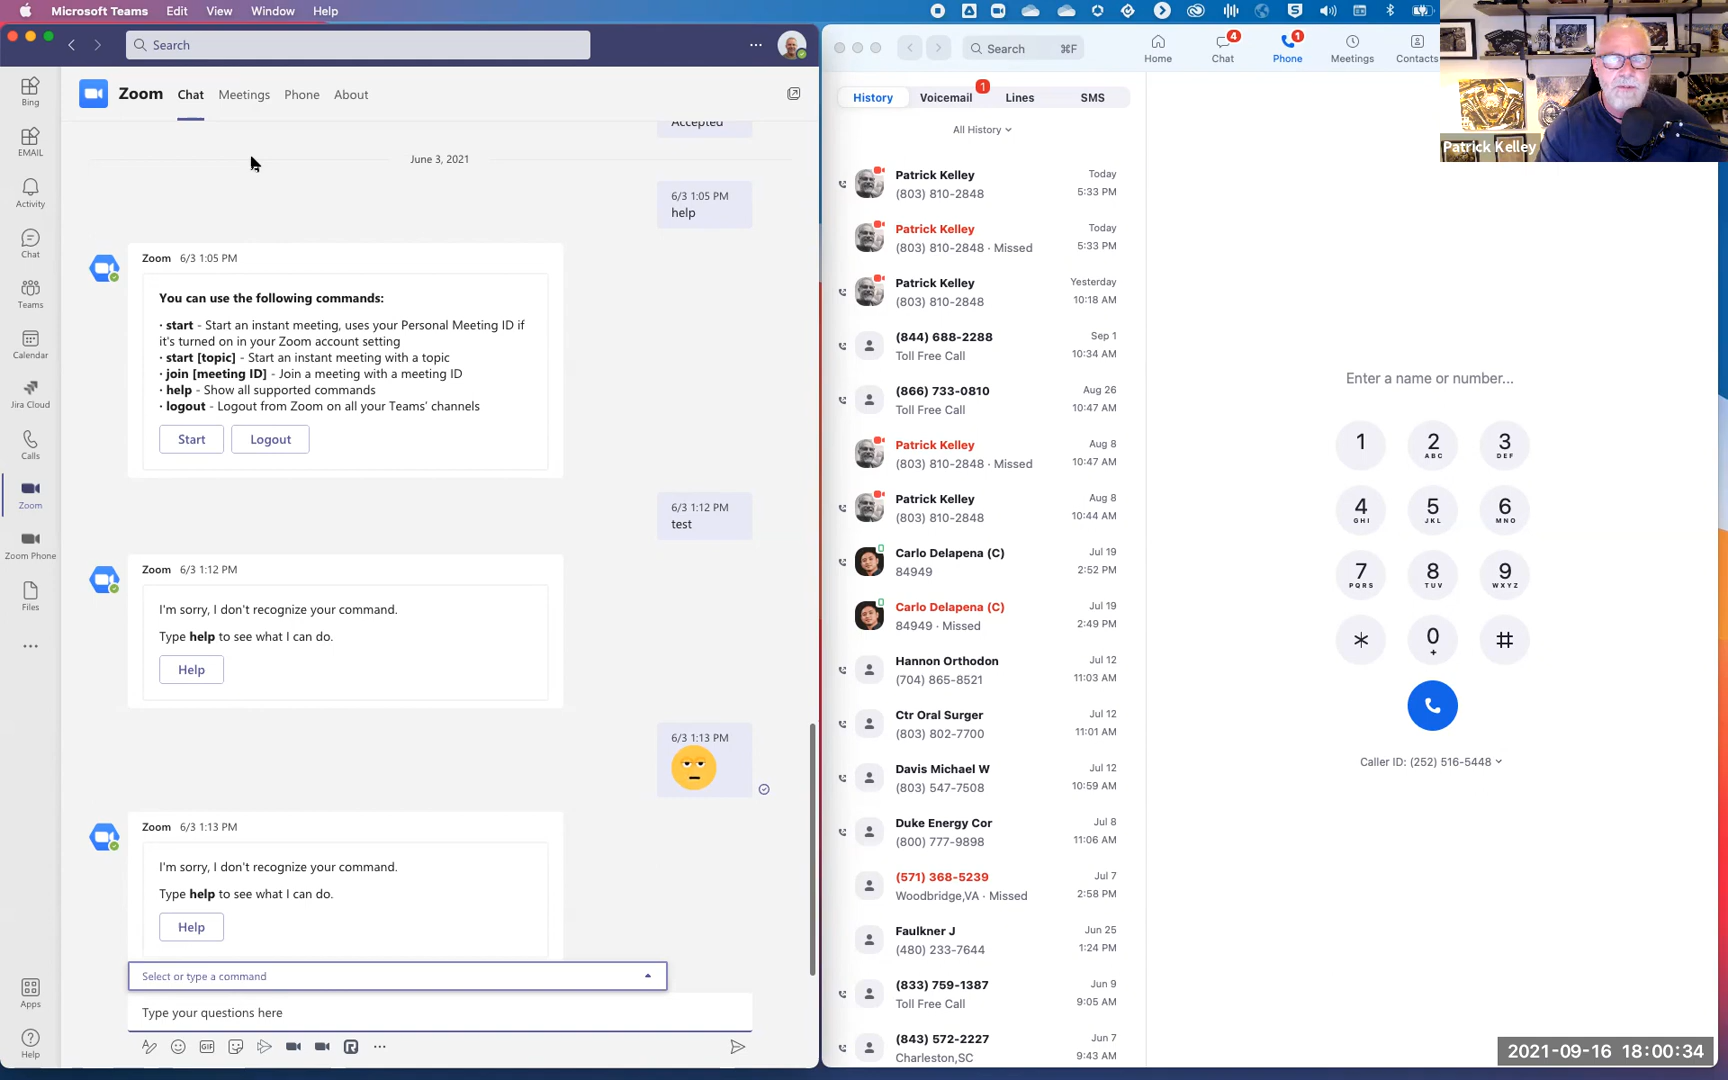 Microsoft Teams Edit View Window Help
Search
Search ⌘F
Home
Chat
4
Phone
1
Meetings
Contacts
Patrick Kelley
Bing
EMAIL
Activity
Chat
Teams
Calendar
Jira Cloud
Calls
Zoom
Zoom Phone
Files
Apps
Help
Zoom Chat Meetings Phone About
Accepted
June 3, 2021
6/3 1:05 PM
help
Zoom 6/3 1:05 PM
You can use the following commands:
· start - Start an instant meeting, uses your Personal Meeting ID if
it's turned on in your Zoom account setting
· start [topic] - Start an instant meeting with a topic
· join [meeting ID] - Join a meeting with a meeting ID
· help - Show all supported commands
· logout - Logout from Zoom on all your Teams' channels
Start Logout
6/3 1:12 PM
test
Zoom 6/3 1:12 PM
I'm sorry, I don't recognize your command.
Type help to see what I can do.
Help
6/3 1:13 PM
Zoom 6/3 1:13 PM
I'm sorry, I don't recognize your command.
Type help to see what I can do.
Help
Select or type a command
Type your questions here
GIF
History Voicemail 1 Lines SMS
All History
Patrick Kelley Today
(803) 810-2848 5:33 PM
Patrick Kelley Today
(803) 810-2848 · Missed 5:33 PM
Patrick Kelley Yesterday
(803) 810-2848 10:18 AM
(844) 688-2288 Sep 1
Toll Free Call 10:34 AM
(866) 733-0810 Aug 26
Toll Free Call 10:47 AM
Patrick Kelley Aug 8
(803) 810-2848 · Missed 10:47 AM
Patrick Kelley Aug 8
(803) 810-2848 10:44 AM
Carlo Delapena (C) Jul 19
84949 2:52 PM
Carlo Delapena (C) Jul 19
84949 · Missed 2:49 PM
Hannon Orthodon Jul 12
(704) 865-8521 11:03 AM
Ctr Oral Surger Jul 12
(803) 802-7700 11:01 AM
Davis Michael W Jul 12
(803) 547-7508 10:59 AM
Duke Energy Cor Jul 8
(800) 777-9898 11:06 AM
(571) 368-5239 Jul 7
Woodbridge,VA · Missed 2:58 PM
Faulkner J Jun 25
(480) 233-7644 1:24 PM
(833) 759-1387 Jun 9
Toll Free Call 9:05 AM
(843) 572-2227 Jun 7
Charleston,SC 9:43 AM
Enter a name or number...
1 2 3
ABC DEF
4 5 6
GHI JKL MNO
7 8 9
PQRS TUV WXYZ
* 0 #
+
Caller ID: (252) 516-5448
2021-09-16 18:00:34